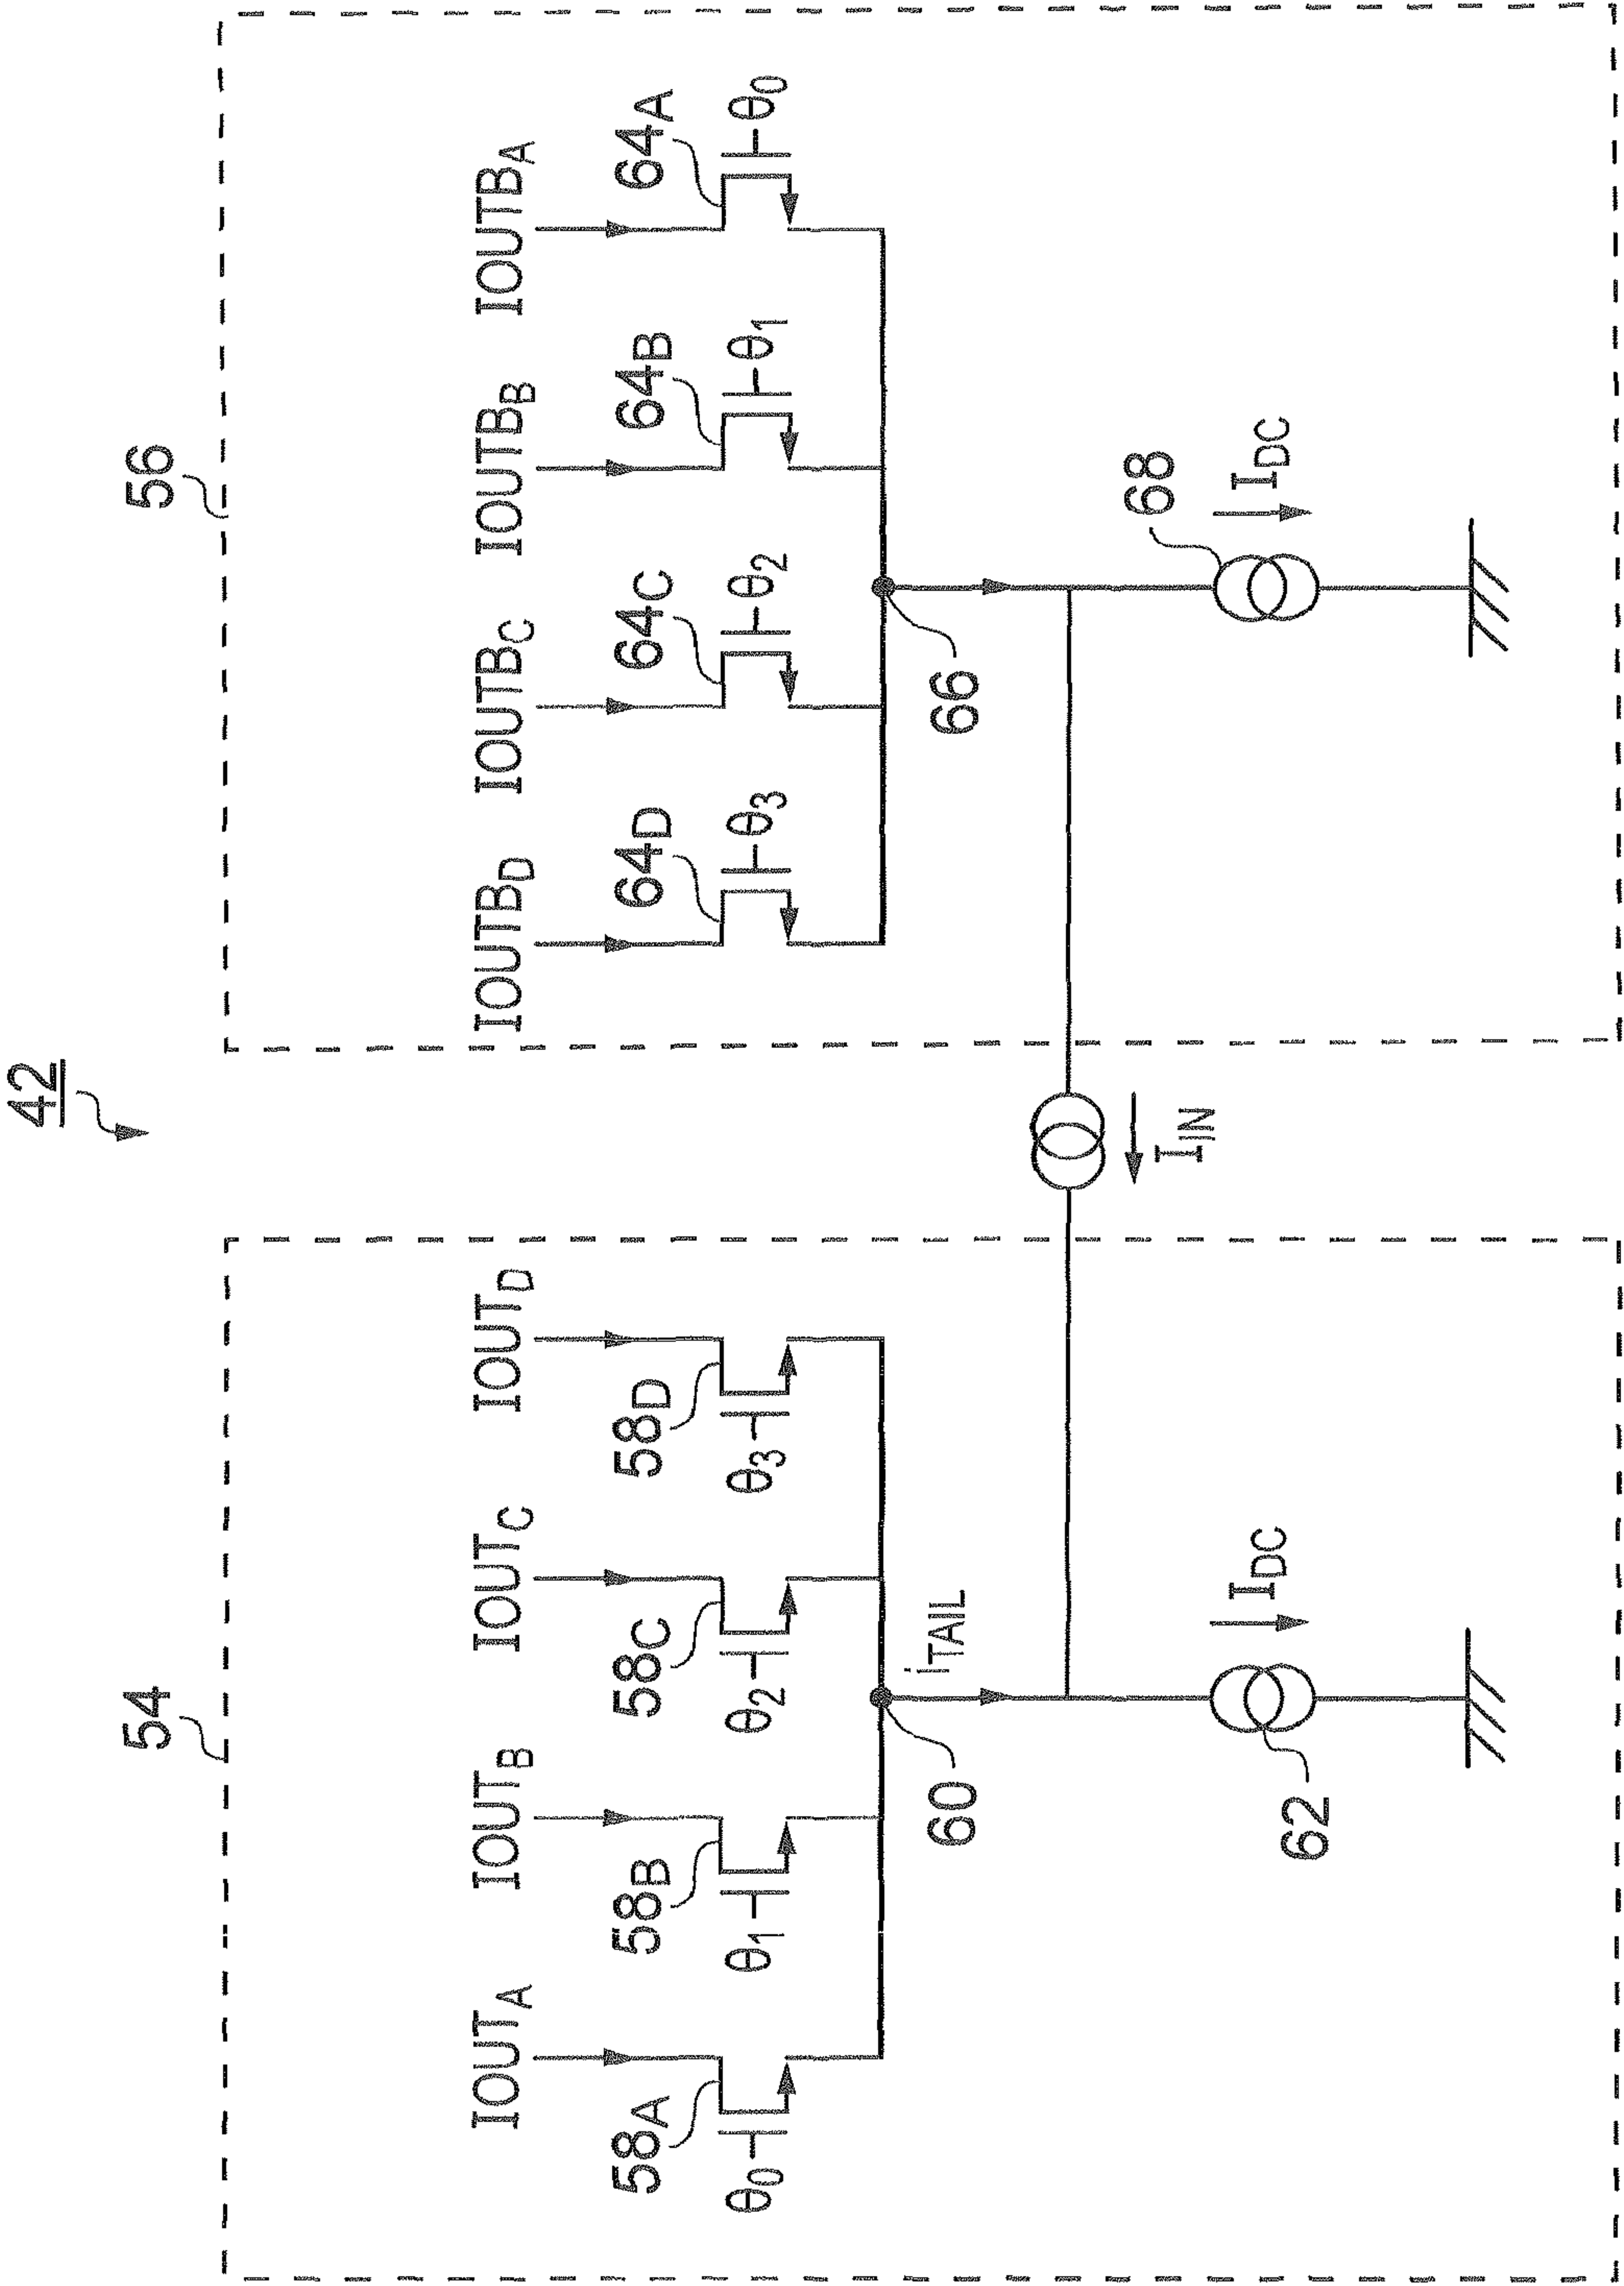 42
54
56
IOUTA
IOUTB
IOUTC
IOUTD
IOUTBD
IOUTBC
IOUTBB
IOUTBA
58A
58B
58C
58D
64D
64C
64B
64A
θ0
θ1
θ2
θ3
θ3
θ2
θ1
θ0
60
iTAIL
66
IIN
62
IDC
68
IDC